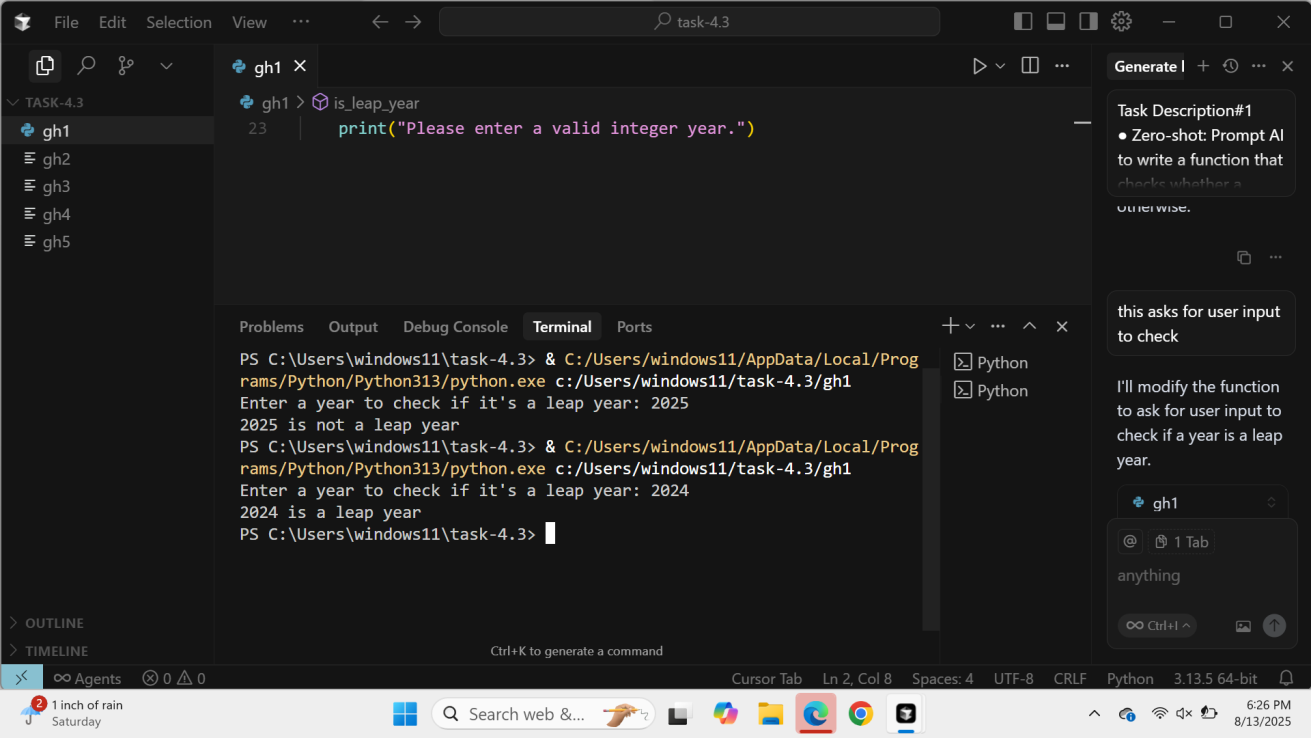 File Edit Selection View ···
task-4.3
TASK-4.3
gh1
gh2
gh3
gh4
gh5
OUTLINE
TIMELINE
gh1
gh1 > is_leap_year
23 print("Please enter a valid integer year.")
Problems Output Debug Console Terminal Ports
PS C:\Users\windows11\task-4.3> & C:/Users/windows11/AppData/Local/Prog
rams/Python/Python313/python.exe c:/Users/windows11/task-4.3/gh1
Enter a year to check if it's a leap year: 2025
2025 is not a leap year
PS C:\Users\windows11\task-4.3> & C:/Users/windows11/AppData/Local/Prog
rams/Python/Python313/python.exe c:/Users/windows11/task-4.3/gh1
Enter a year to check if it's a leap year: 2024
2024 is a leap year
PS C:\Users\windows11\task-4.3>
Python
Python
Ctrl+K to generate a command
Generate
Task Description#1
● Zero-shot: Prompt AI
to write a function that
checks whether a
otherwise.
this asks for user input
to check
I'll modify the function
to ask for user input to
check if a year is a leap
year.
gh1
@ 1 Tab
anything
∞ Ctrl+I
Agents 0 0
Cursor Tab Ln 2, Col 8 Spaces: 4 UTF-8 CRLF Python 3.13.5 64-bit
2
1 inch of rain
Saturday
Search web &...
6:26 PM
8/13/2025